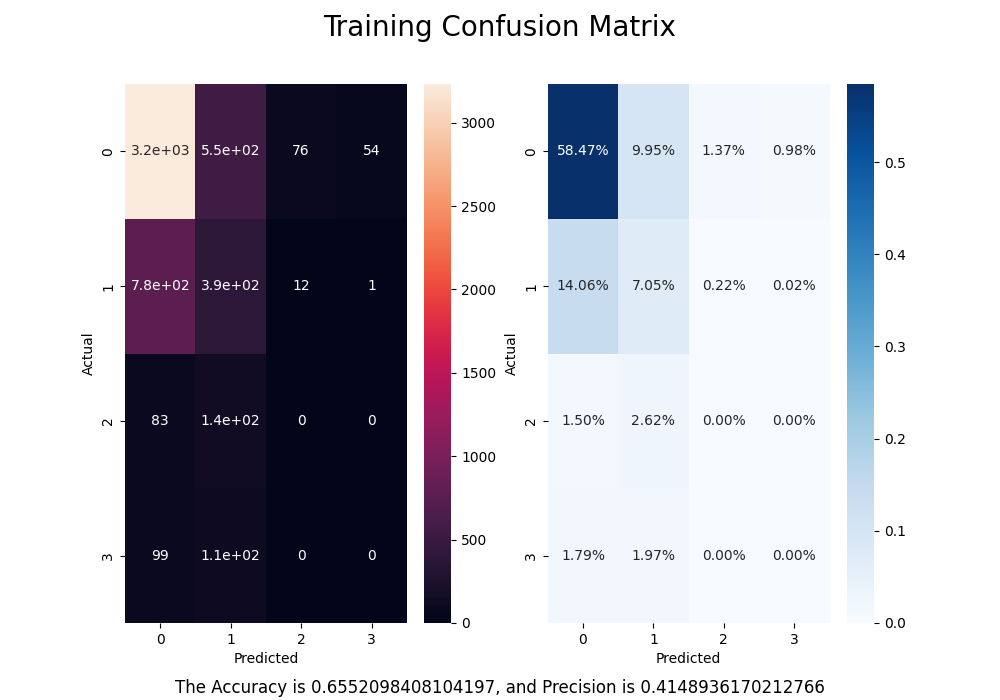 Training Confusion Matrix
0 3.2e+03 5.5e+02 76 54
1 7.8e+02 3.9e+02 12 1
2 83 1.4e+02 0 0
3 99 1.1e+02 0 0
0 1 2 3
Predicted
Actual
3000
2500
2000
1500
1000
500
0
0 58.47% 9.95% 1.37% 0.98%
1 14.06% 7.05% 0.22% 0.02%
2 1.50% 2.62% 0.00% 0.00%
3 1.79% 1.97% 0.00% 0.00%
0 1 2 3
Predicted
Actual
0.5
0.4
0.3
0.2
0.1
0.0
The Accuracy is 0.6552098408104197, and Precision is 0.4148936170212766